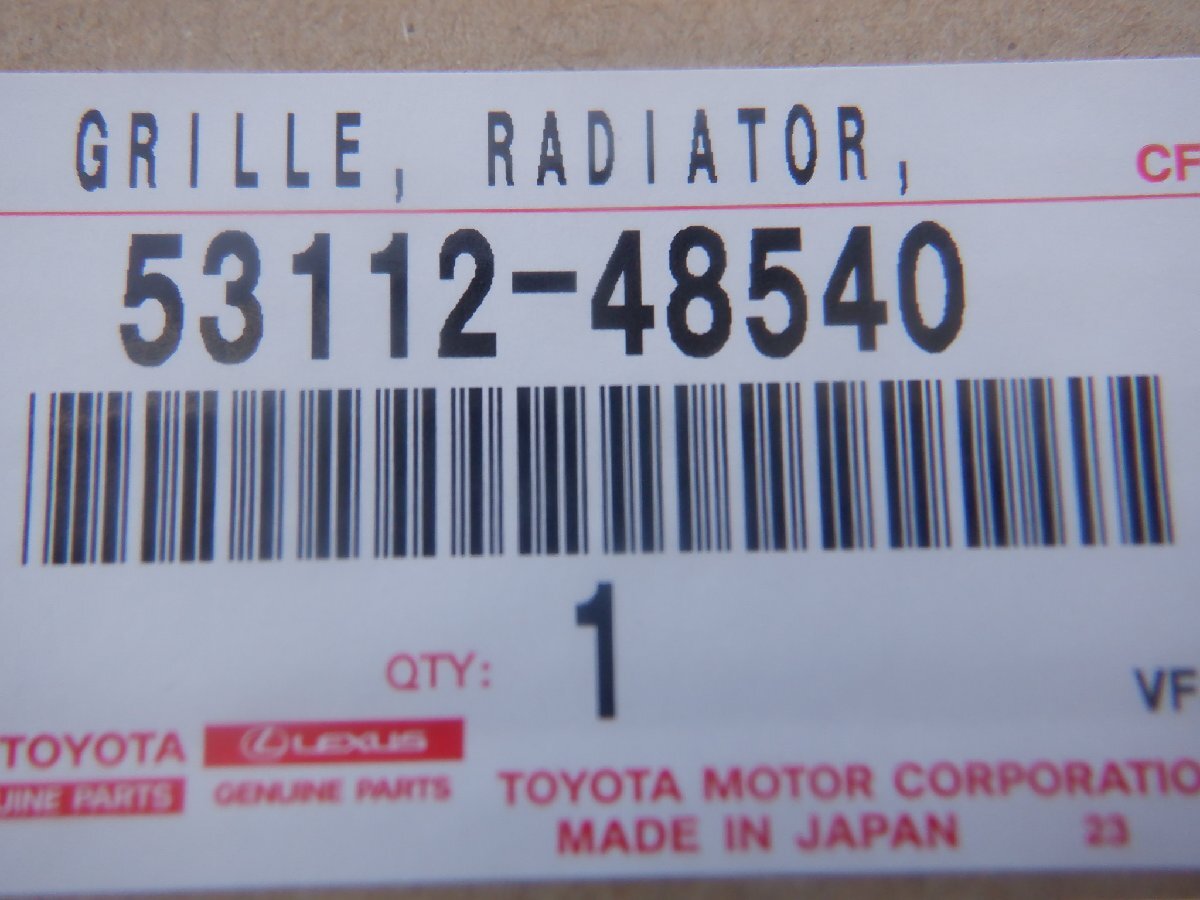 GRILLE, RADIATOR,
CF
53112-48540
QTY: 1
VF
TOYOTA LEXUS
UINE PARTS GENUINE PARTS TOYOTA MOTOR CORPORATIO
MADE IN JAPAN 23